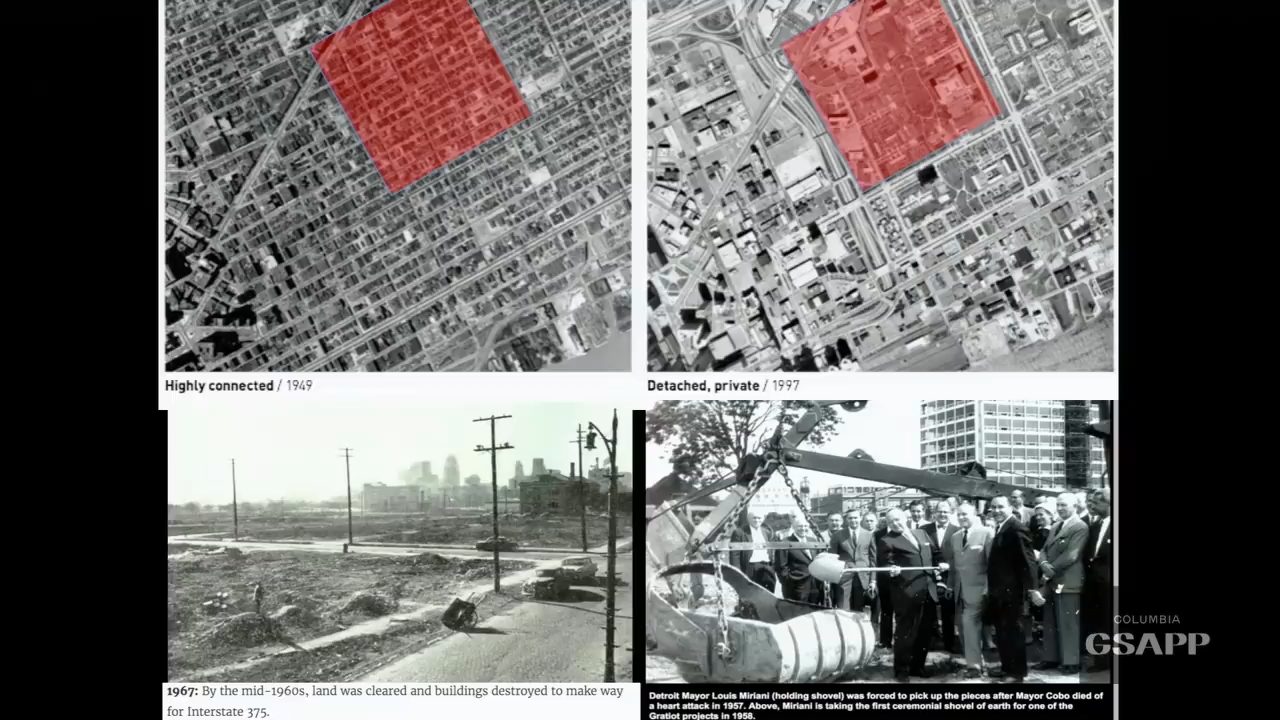 Highly connected / 1949
Detached, private / 1997
1967: By the mid-1960s, land was cleared and buildings destroyed to make way
for Interstate 375.
Detroit Mayor Louis Miriani (holding shovel) was forced to pick up the pieces after Mayor Cobo died of
a heart attack in 1957. Above, Miriani is taking the first ceremonial shovel of earth for one of the
Gratiot projects in 1958.
COLUMBIA
GSAPP